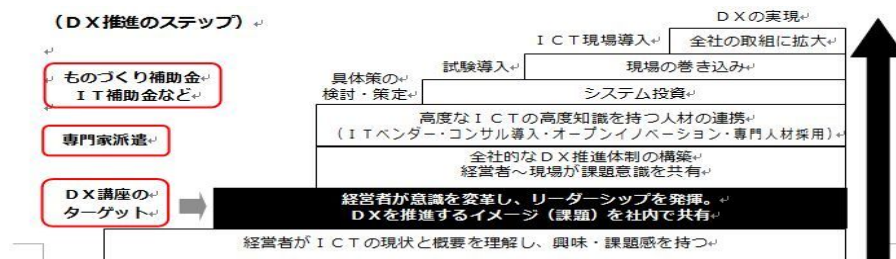 （ＤＸ推進のステップ）
ＤＸの実現
ＩＣＴ現場導入
全社の取組に拡大
試験導入
現場の巻き込み
ものづくり補助金
ＩＴ補助金など
具体策の
検討・策定
システム投資
高度なＩＣＴの高度知識を持つ人材の連携
（ＩＴベンダー・コンサル導入・オープンイノベーション・専門人材採用）
専門家派遣
全社的なＤＸ推進体制の構築
経営者～現場が課題意識を共有
ＤＸ講座の
ターゲット
経営者が意識を変革し、リーダーシップを発揮。
ＤＸを推進するイメージ（課題）を社内で共有
経営者がＩＣＴの現状と概要を理解し、興味・課題感を持つ